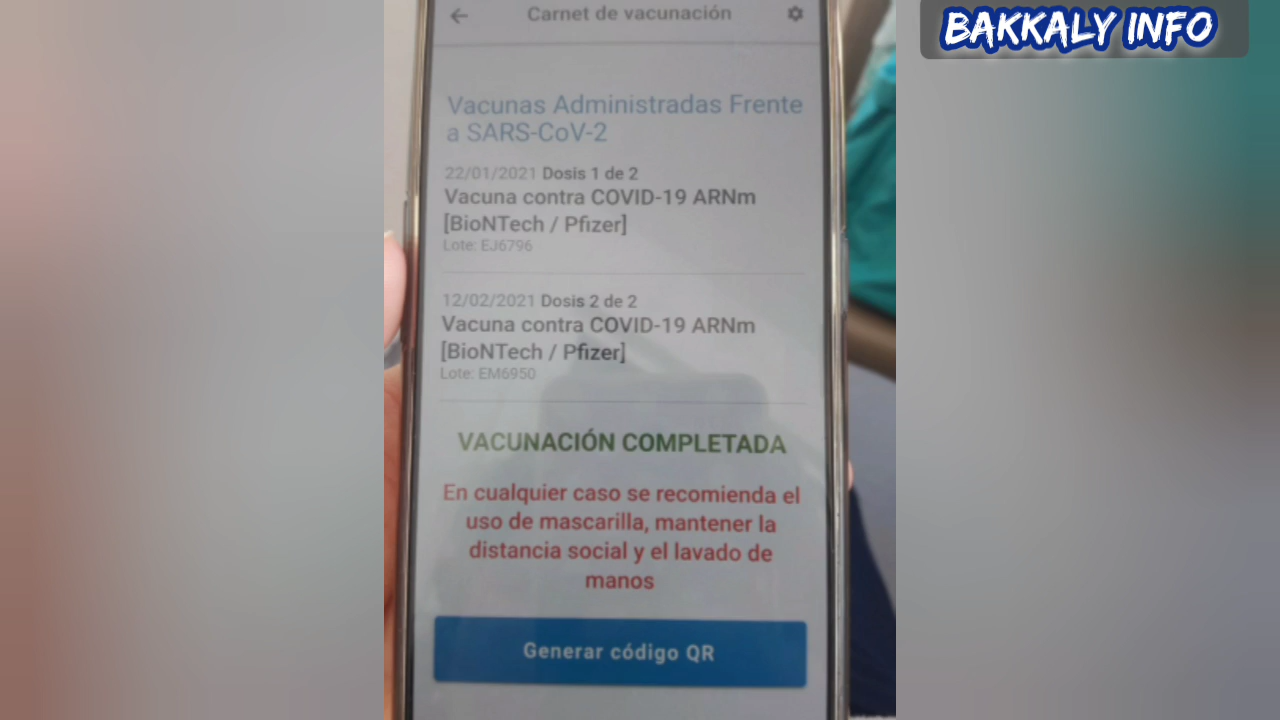 BAKKALY INFO
Carnet de vacunación
Vacunas Administradas Frente
a SARS-CoV-2
22/01/2021 Dosis 1 de 2
Vacuna contra COVID-19 ARNm
[BioNTech / Pfizer]
Lote: EJ6796
12/02/2021 Dosis 2 de 2
Vacuna contra COVID-19 ARNm
[BioNTech / Pfizer]
Lote: EM6950
VACUNACIÓN COMPLETADA
En cualquier caso se recomienda el
uso de mascarilla, mantener la
distancia social y el lavado de
manos
Generar código QR